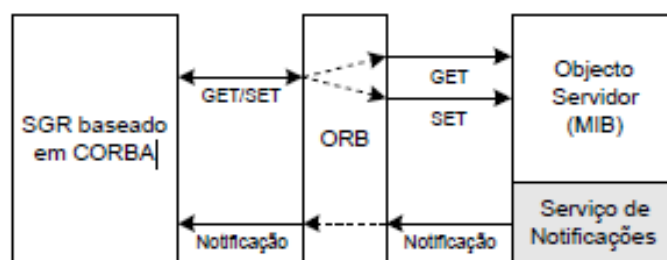 SGR baseado
em CORBA
GET/SET
ORB
GET
SET
Objecto
Servidor
(MIB)
Notificação
Notificação
Serviço de
Notificações